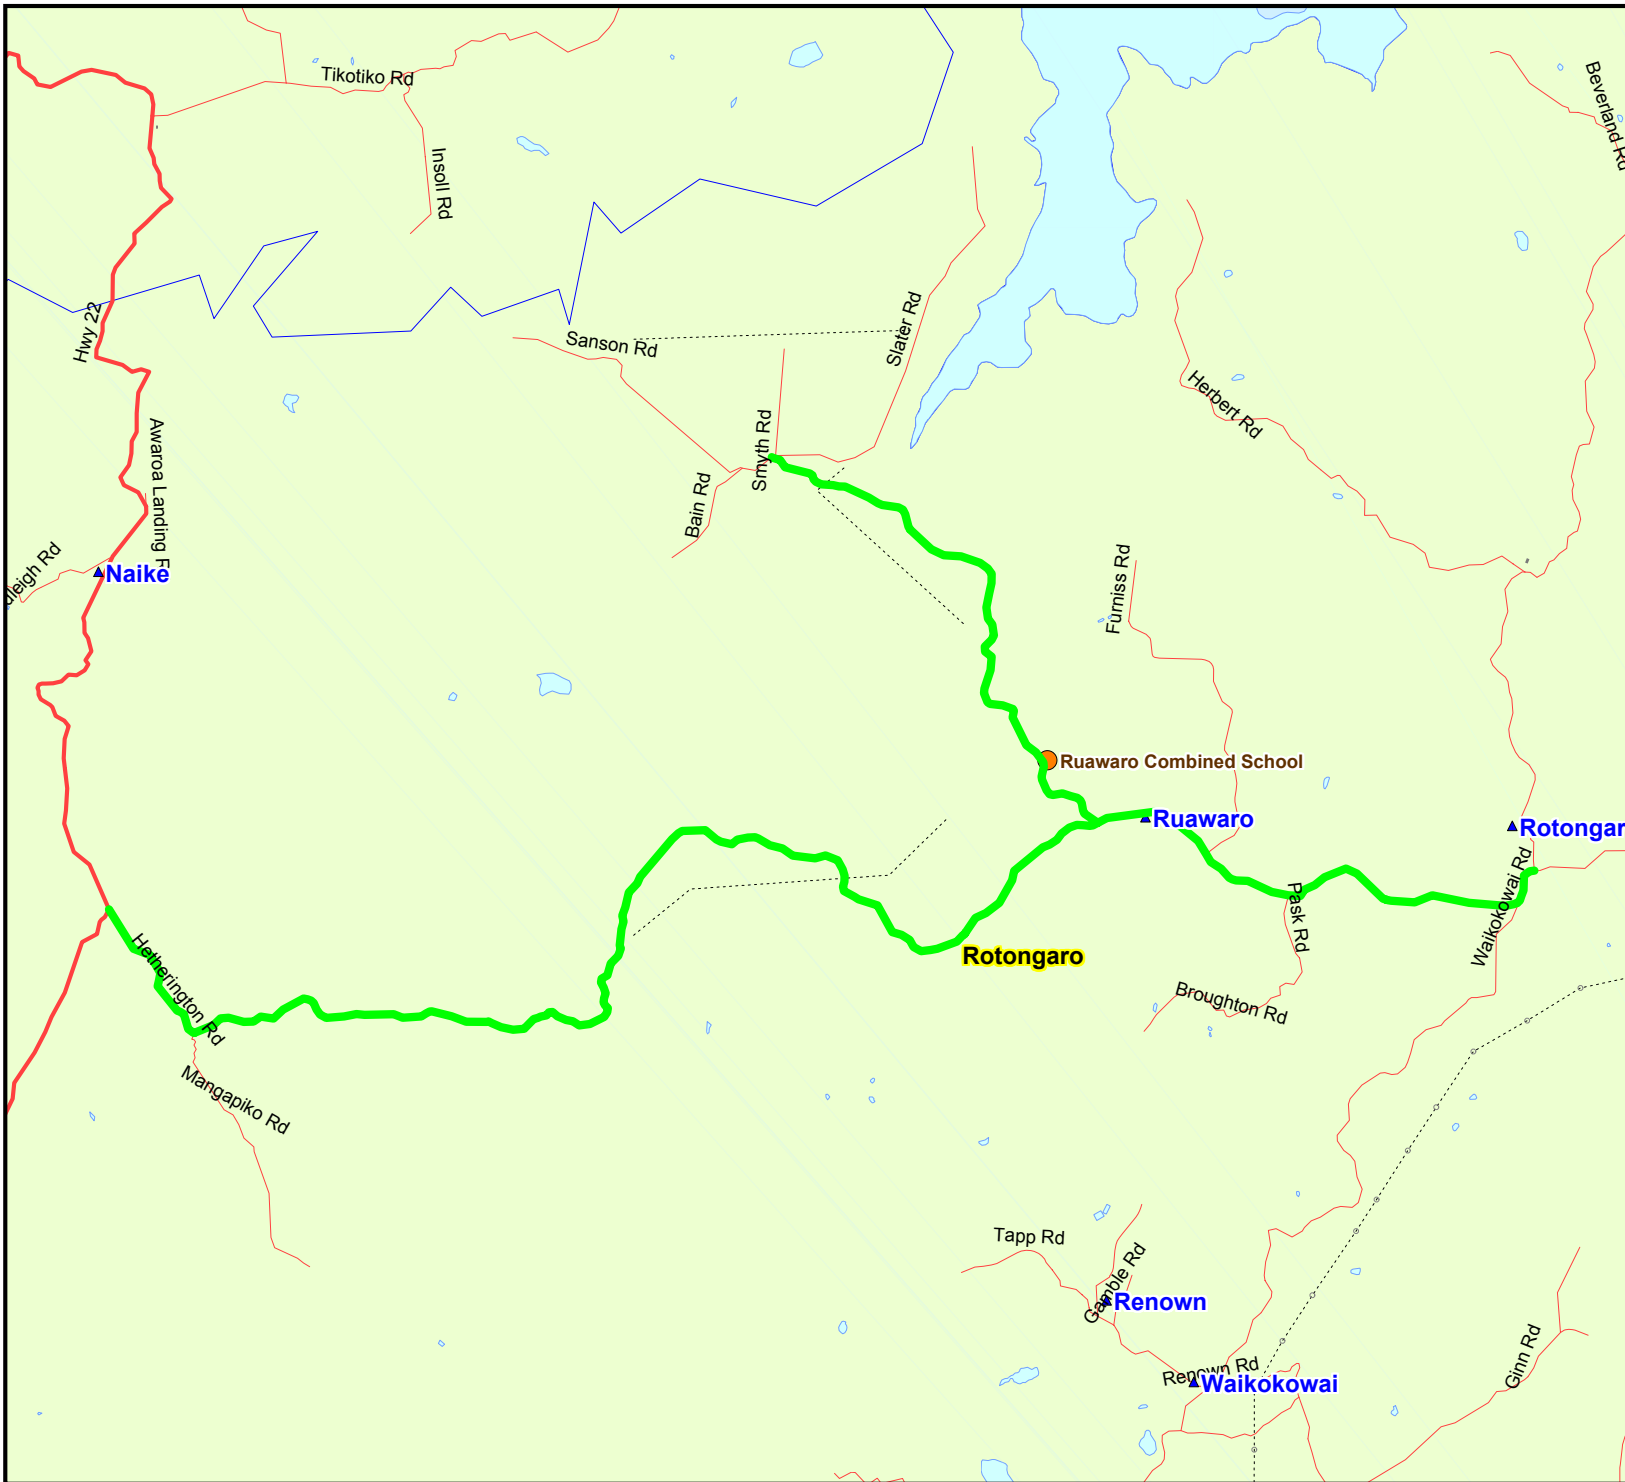 Tikotiko Rd
Beverland Rd
Insoll Rd
Hwy 22
Sanson Rd
Slater Rd
Herbert Rd
Smyth Rd
Awaroa Landing R
Bain Rd
dleigh Rd
Naike
Furniss Rd
Ruawaro Combined School
Ruawaro
Rotongar
Waikokowai Rd
Pask Rd
Hetherington Rd
Rotongaro
Broughton Rd
Mangapiko Rd
Tapp Rd
Gamble Rd
Renown
Renown Rd
Waikokowai
Ginn Rd